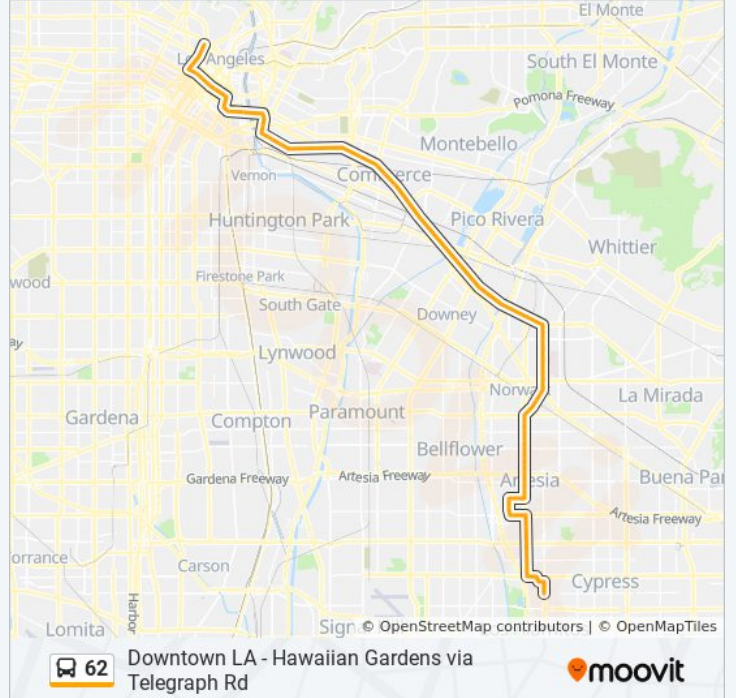 El Monte
Los Angeles
South El Monte
Pomona Freeway
Montebello
Vernon
Commerce
Huntington Park
Pico Rivera
Whittier
wood
Firestone Park
South Gate
Downey
ay
Lynwood
Norwa
La Mirada
Paramount
Gardena
Compton
Bellflower
Gardena Freeway
Artesia Freeway
Artesia
Buena Par
Artesia Freeway
orrance
Carson
Cypress
Harbor
Lomita
Sign
© OpenStreetMap contributors | © OpenMapTiles
62
Downtown LA - Hawaiian Gardens via
Telegraph Rd
moovit